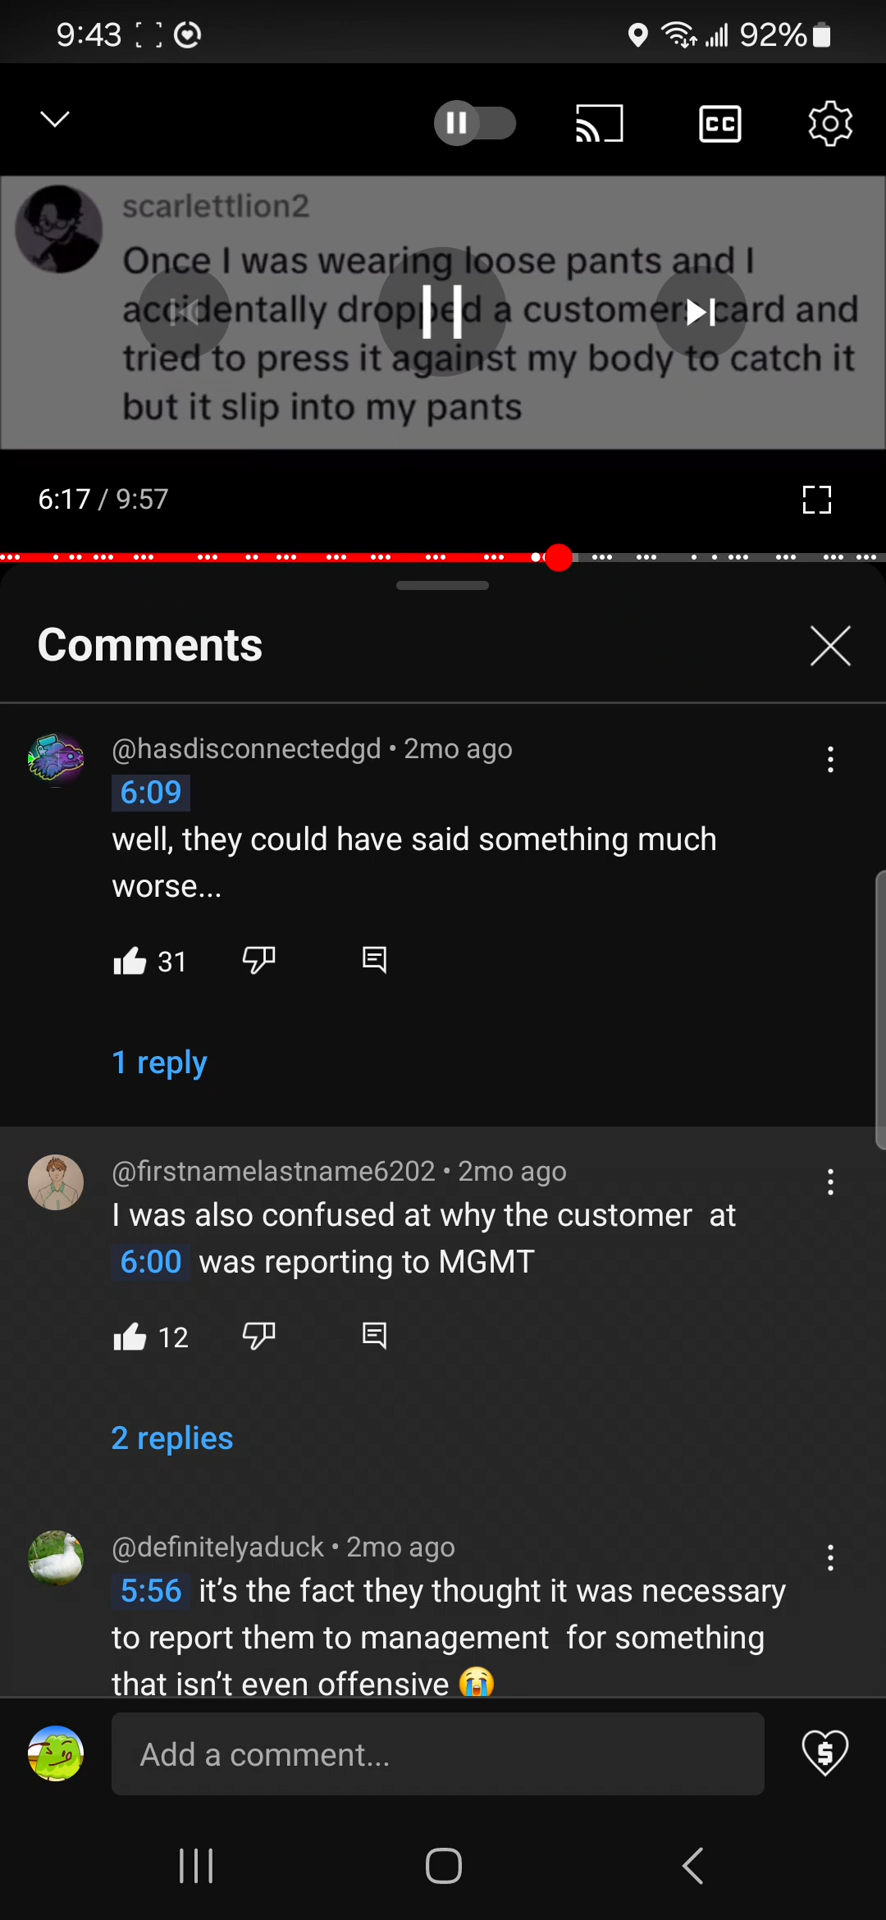 9:43
92%
CC
scarlettlion2
Once I was wearing loose pants and I
accidentally dropped a customers card and
tried to press it against my body to catch it
but it slip into my pants
6:17 / 9:57
Comments
@hasdisconnectedgd • 2mo ago
6:09
well, they could have said something much
worse...
31
1 reply
@firstnamelastname6202 • 2mo ago
I was also confused at why the customer  at
6:00 was reporting to MGMT
12
2 replies
@definitelyaduck • 2mo ago
5:56 it’s the fact they thought it was necessary
to report them to management  for something
that isn’t even offensive 😭
Add a comment...
$